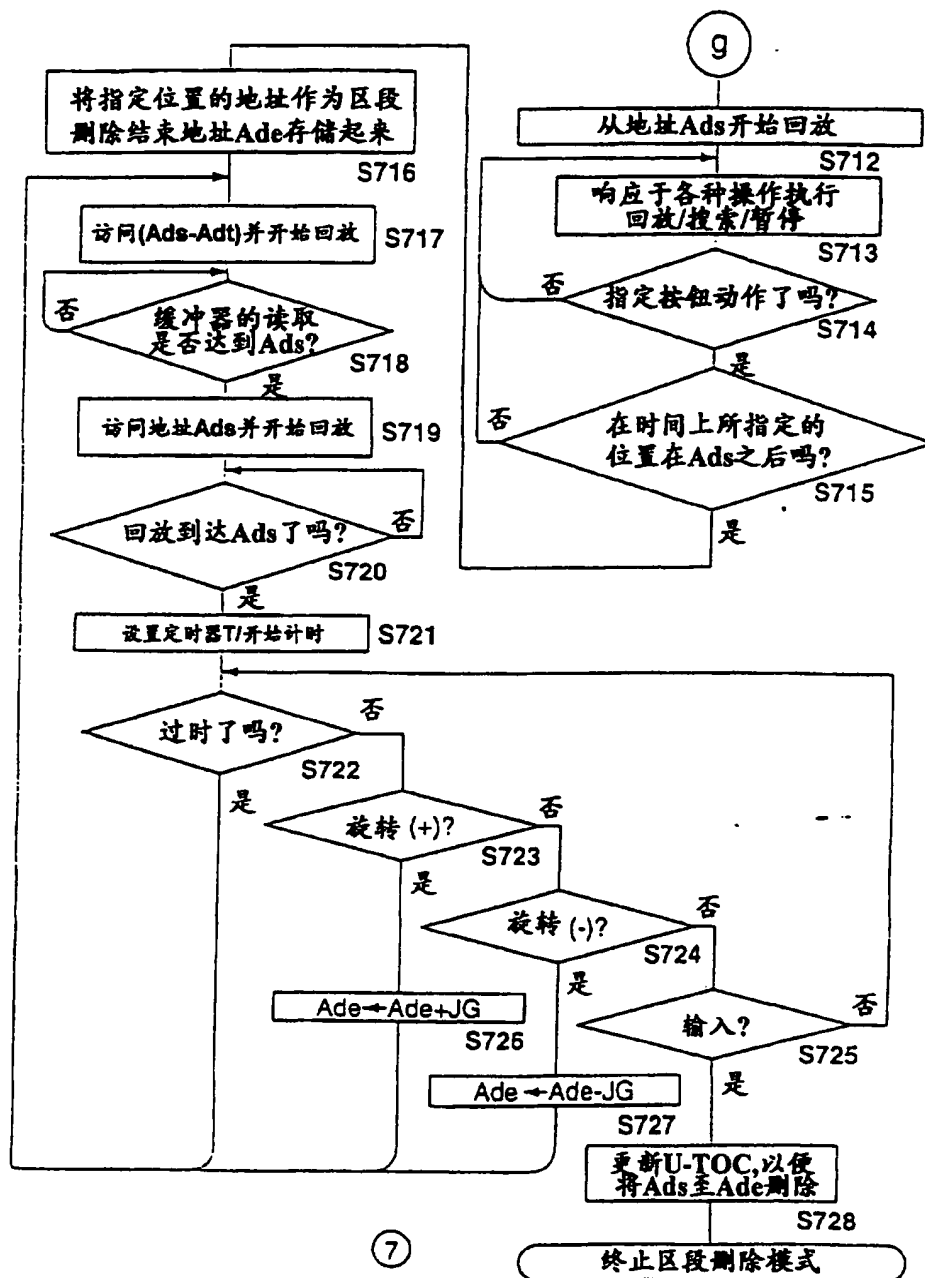 g
从地址Ads开始回放
S712
响应于各种操作执行
回放/搜索/暂停
S713
否
指定按钮动作了吗?
S714
是
否
在时间上所指定的
位置在Ads之后吗?
S715
是
将指定位置的地址作为区段
删除结束地址Ade存储起来
S716
访问(Ads-Adt)并开始回放
S717
否
缓冲器的读取
是否达到Ads?
S718
是
访问地址Ads并开始回放
S719
回放到达Ads了吗?
否
S720
是
设置定时器T/开始计时
S721
过时了吗?
否
S722
是
旋转(+)?
否
S723
是
旋转(-)?
否
S724
是
Ade←Ade+JG
S726
输入?
否
S725
是
Ade←Ade-JG
S727
更新U-TOC,以便
将Ads至Ade删除
S728
终止区段删除模式
7